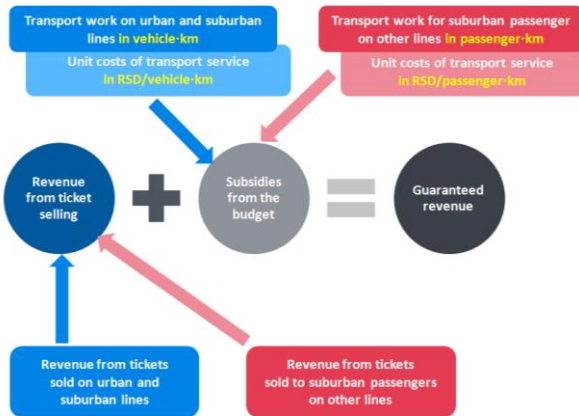 Transport work on urban and suburban
lines in vehicle·km
Unit costs of transport service
in RSD/vehicle·km
Transport work for suburban passenger
on other lines in passenger·km
Unit costs of transport service
in RSD/passenger·km
Revenue
from ticket
selling
Subsidies
from the
budget
Guaranteed
revenue
Revenue from tickets
sold on urban and
suburban lines
Revenue from tickets
sold to suburban passengers
on other lines